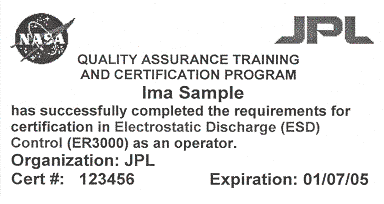 NASA
JPL
QUALITY ASSURANCE TRAINING
AND CERTIFICATION PROGRAM
Ima Sample
has successfully completed the requirements for
certification in Electrostatic Discharge (ESD)
Control (ER3000) as an operator.
Organization: JPL
Cert #: 123456 Expiration: 01/07/05